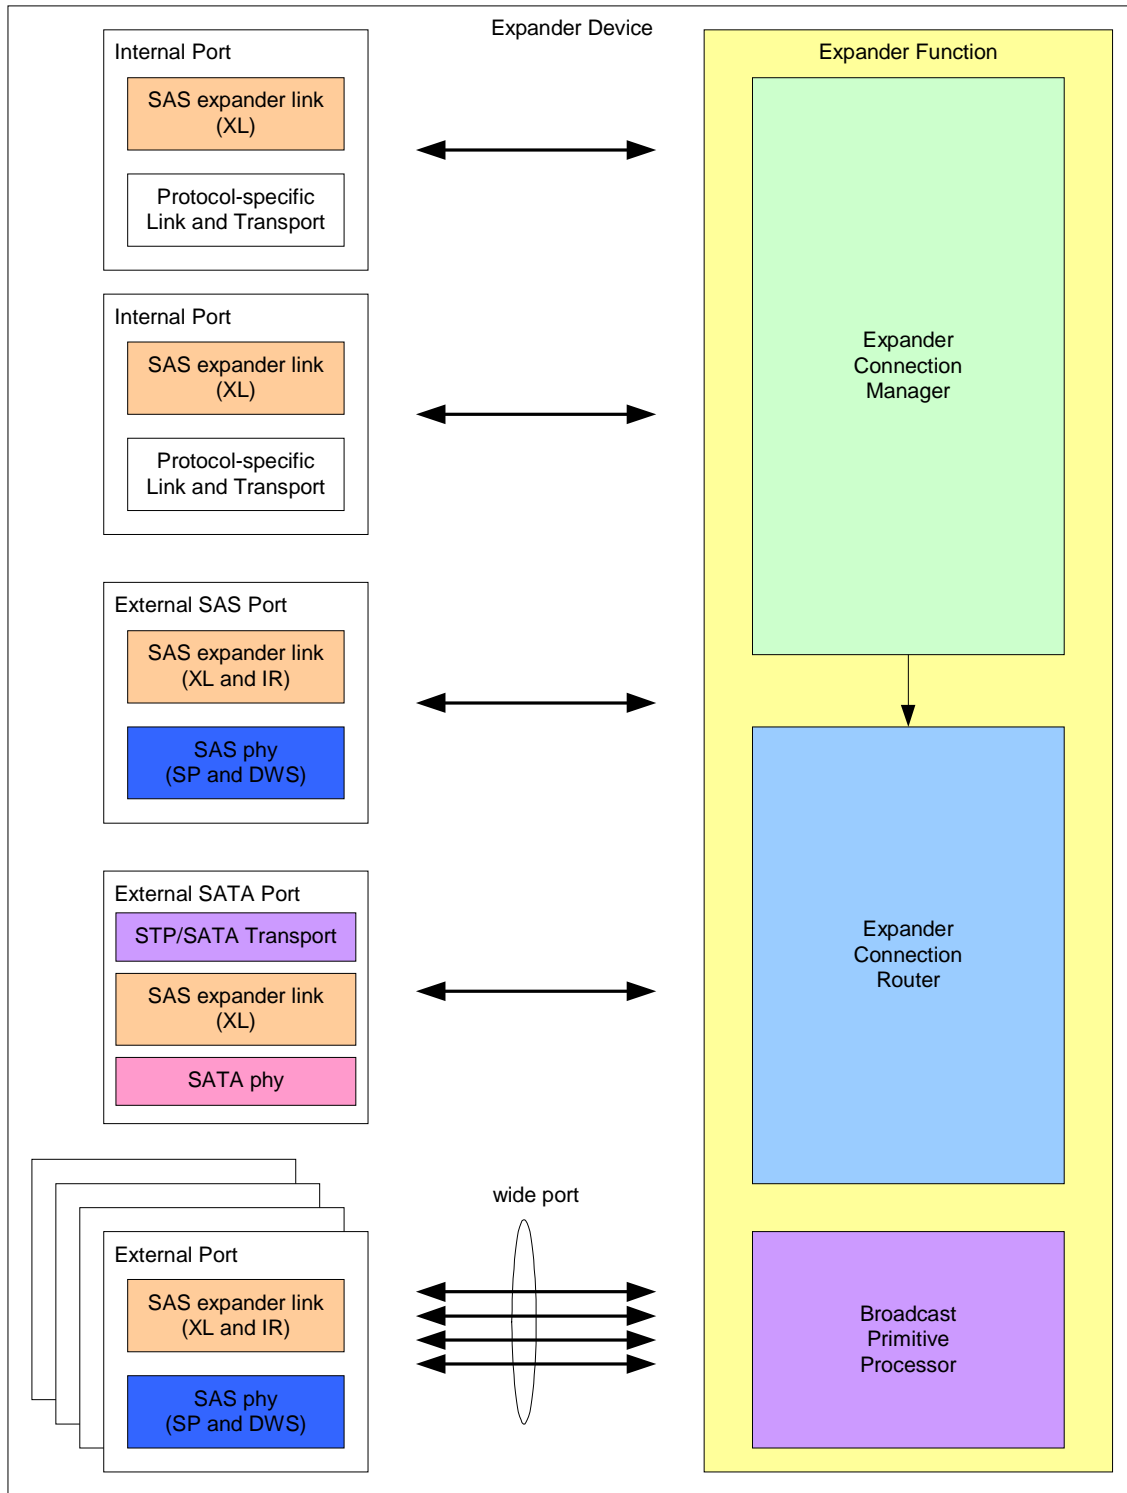 Expander Device
Internal Port
SAS expander link
(XL)
Protocol-specific
Link and Transport
Internal Port
SAS expander link
(XL)
Protocol-specific
Link and Transport
External SAS Port
SAS expander link
(XL and IR)
SAS phy
(SP and DWS)
External SATA Port
STP/SATA Transport
SAS expander link
(XL)
SATA phy
wide port
External Port
SAS expander link
(XL and IR)
SAS phy
(SP and DWS)
Expander Function
Expander
Connection
Manager
Expander
Connection
Router
Broadcast
Primitive
Processor